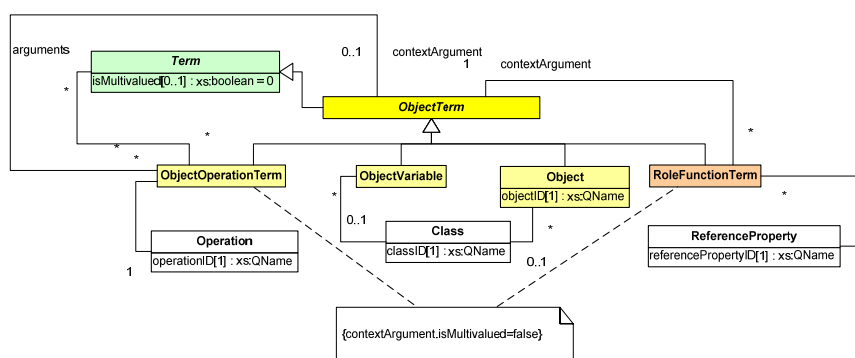 arguments
0..1
contextArgument
1
contextArgument
Term
isMultivalued[0..1] : xs:boolean = 0
*
ObjectTerm
*
*
*
*
ObjectOperationTerm
ObjectVariable
Object
objectID[1] : xs:QName
RoleFunctionTerm
*
*
0..1
*
Operation
operationID[1] : xs:QName
1
Class
classID[1] : xs:QName
0..1
ReferenceProperty
referencePropertyID[1] : xs:QName
{contextArgument.isMultivalued=false}